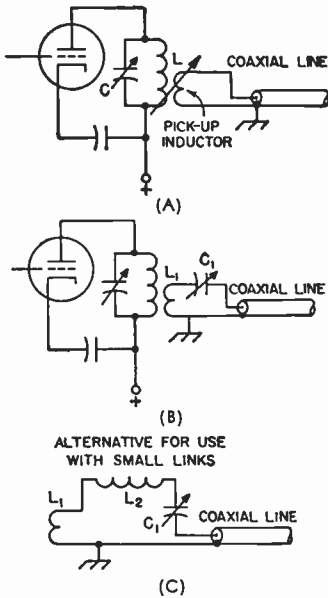 L
COAXIAL LINE
C
PICK-UP
INDUCTOR
+
(A)
L1
C1
COAXIAL LINE
+
(B)
ALTERNATIVE FOR USE
WITH SMALL LINKS
L1
L2
C1
COAXIAL LINE
(C)